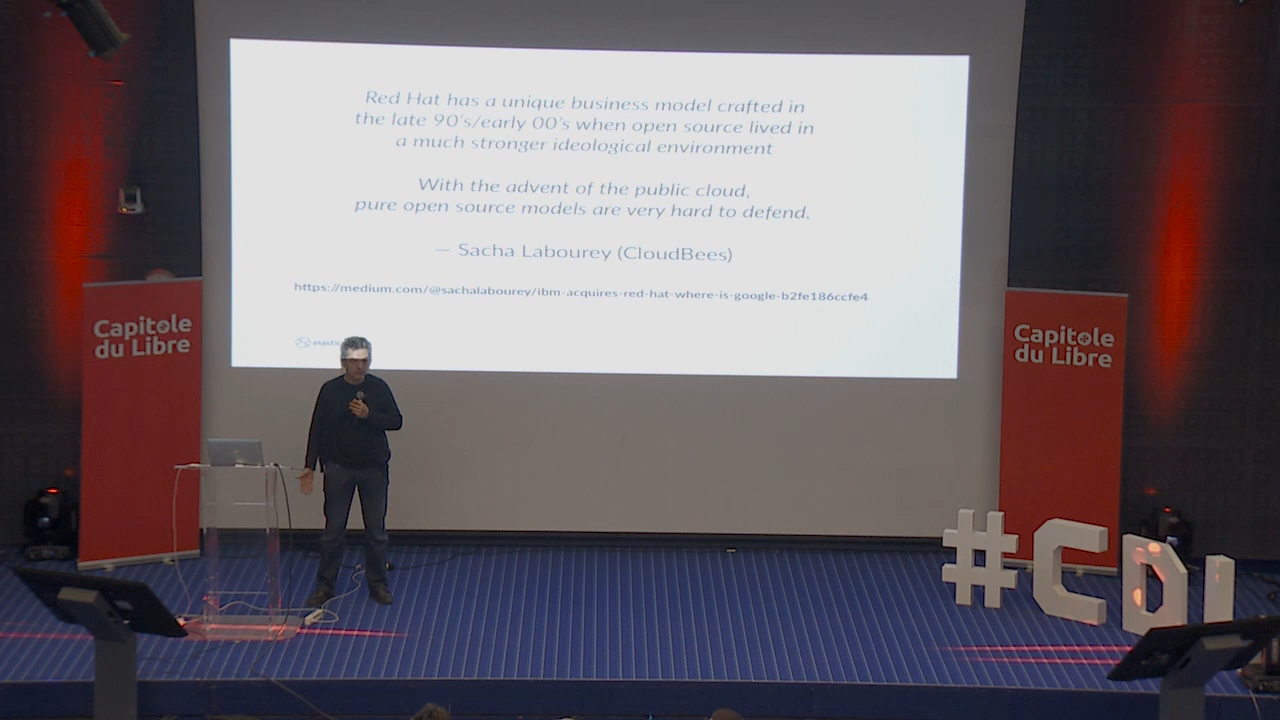 Red Hat has a unique business model crafted in
the late 90's/early 00's when open source lived in
a much stronger ideological environment
With the advent of the public cloud,
pure open source models are very hard to defend.
— Sacha Labourey (CloudBees)
https://medium.com/@sachalabourey/ibm-acquires-red-hat-where-is-google-b2fe186ccfe4
elastic
Capitole
du Libre
Capitole
du Libre
#CDL